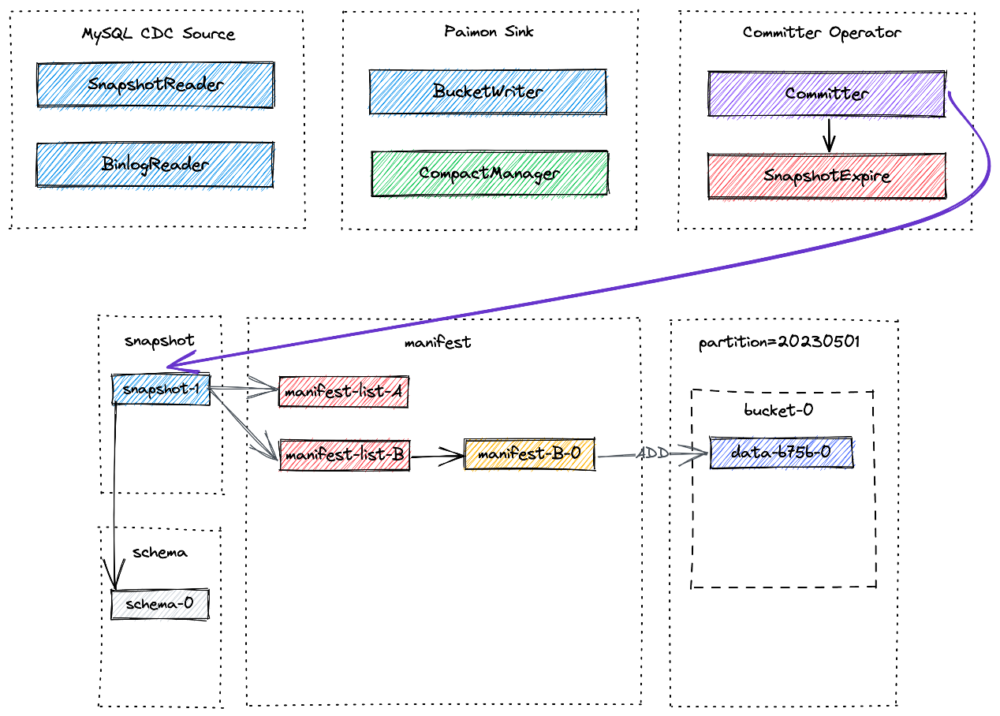 MySQL CDC Source
SnapshotReader
BinlogReader
Paimon Sink
BucketWriter
CompactManager
Committer Operator
Committer
SnapshotExpire
snapshot
snapshot-1
schema
schema-0
manifest
manifest-list-A
manifest-list-B
manifest-B-0
ADD
partition=20230501
bucket-0
data-b75b-0